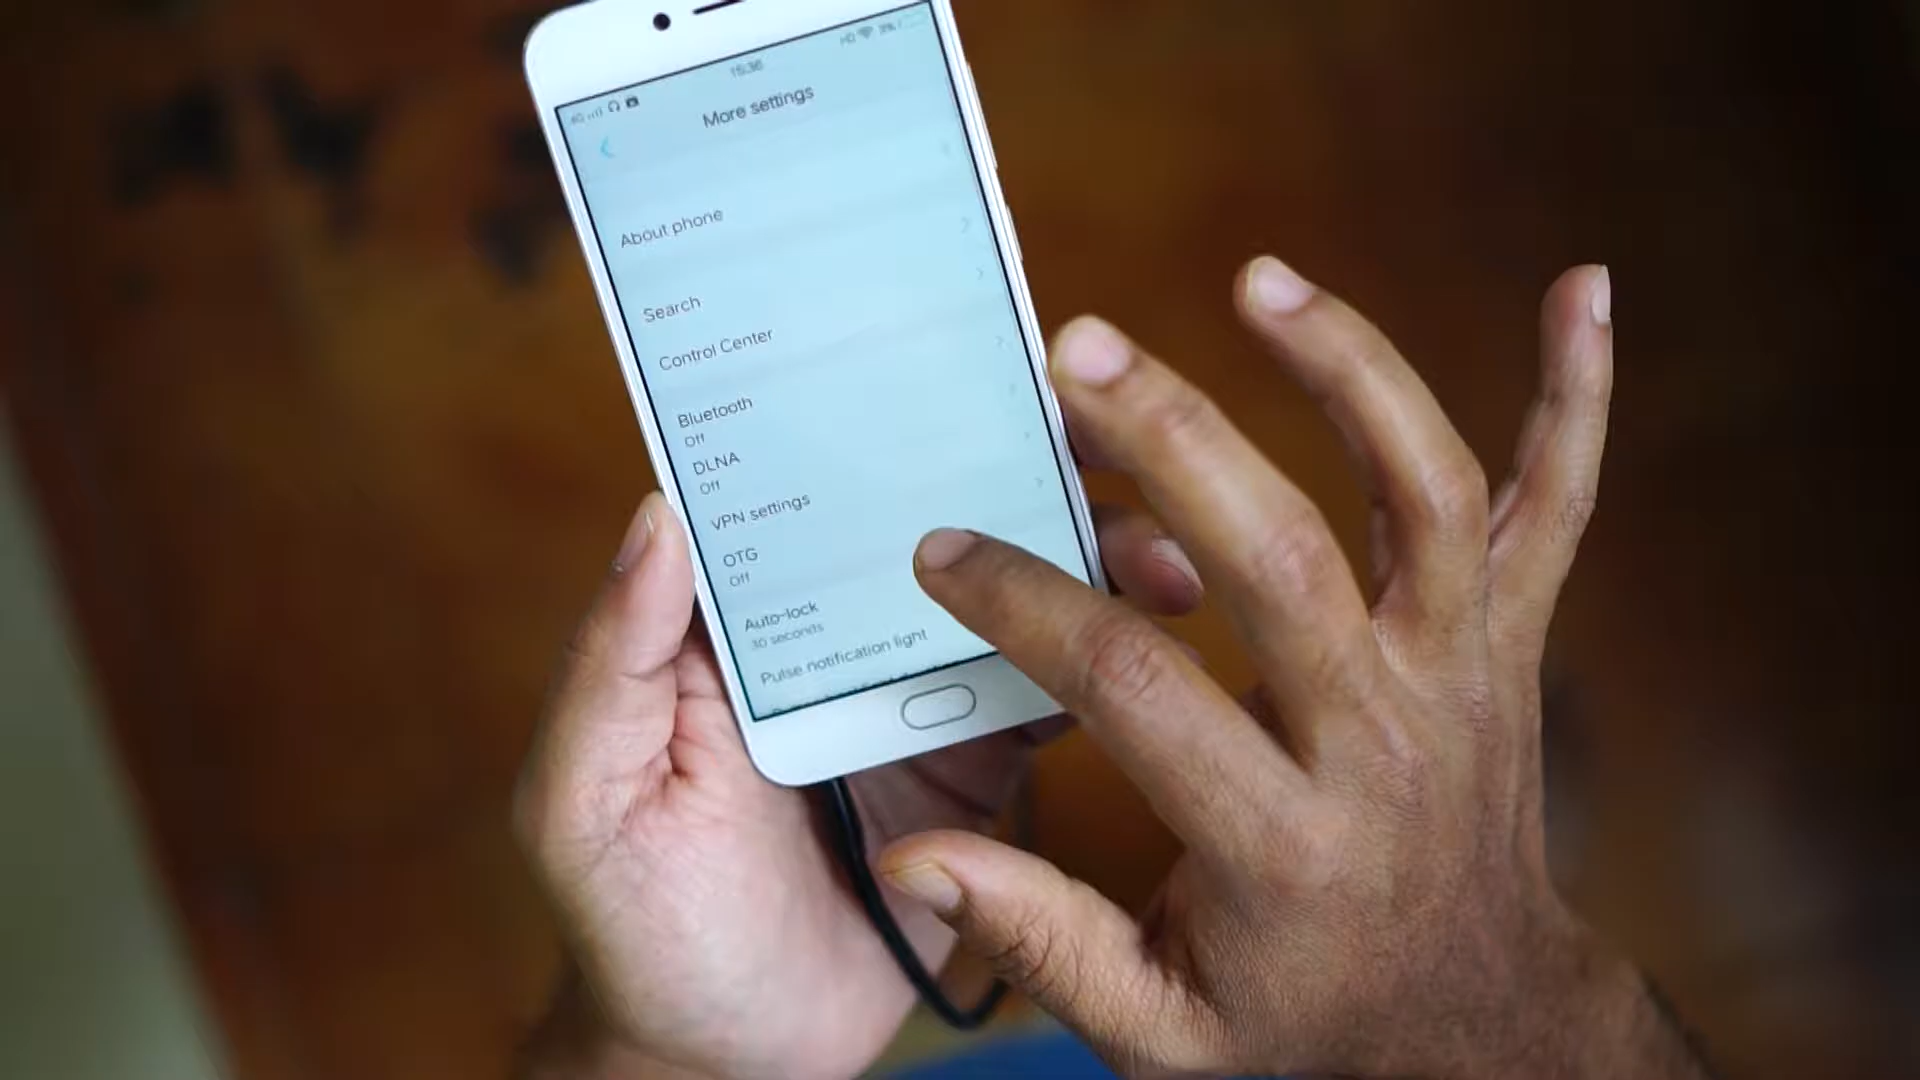 15:36
More settings
About phone
Search
Control Center
Bluetooth
Off
DLNA
Off
VPN settings
OTG
Off
Auto-lock
30 seconds
Pulse notification light